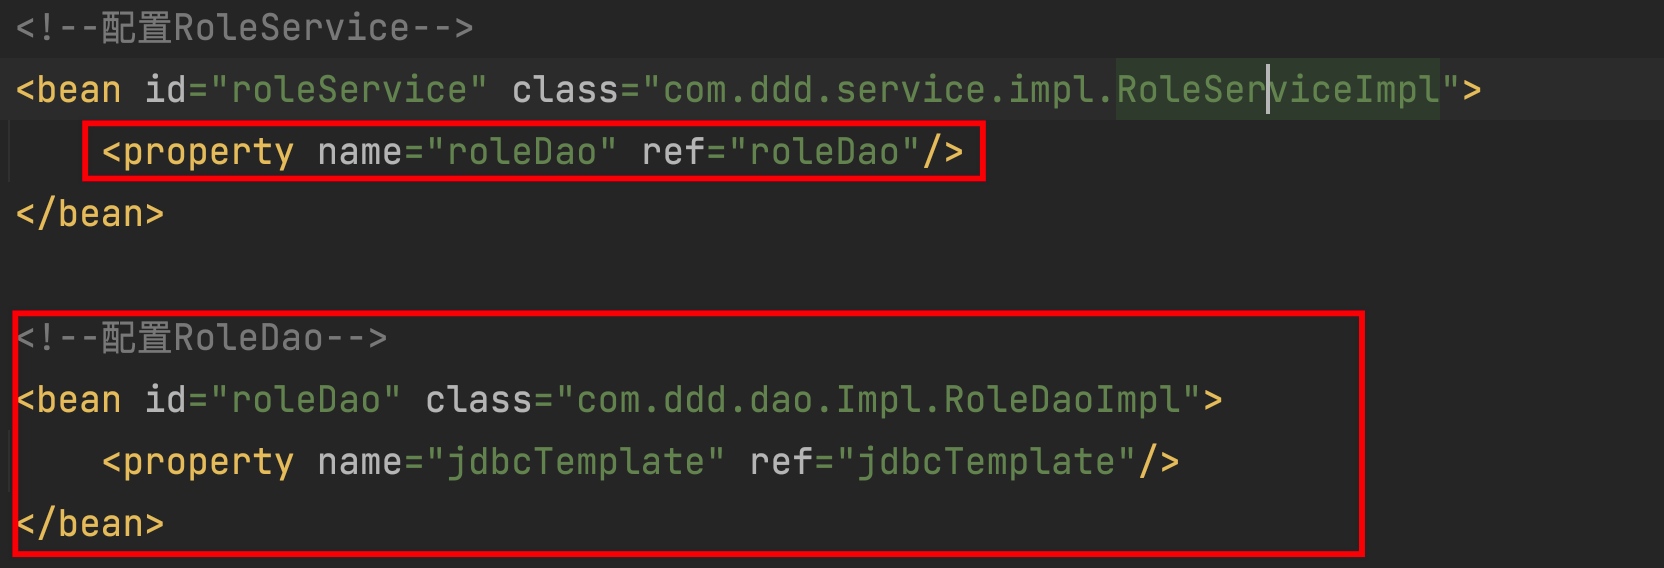 <!--配置RoleService-->
<bean id="roleService" class="com.ddd.service.impl.RoleServiceImpl">
<property name="roleDao" ref="roleDao"/>
</bean>
<!--配置RoleDao-->
<bean id="roleDao" class="com.ddd.dao.Impl.RoleDaoImpl">
<property name="jdbcTemplate" ref="jdbcTemplate"/>
</bean>